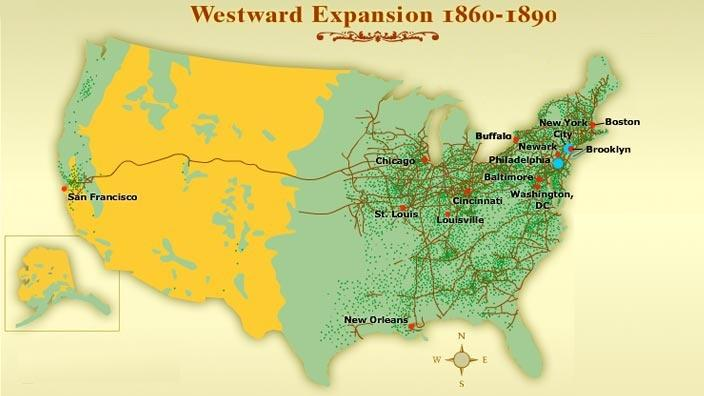 Westward Expansion 1860-1890
New York
City
Boston
Buffalo
Newark
Brooklyn
Chicago
Philadelphia
Baltimore
Washington,
DC
San Francisco
Cincinnati
St. Louis
Louisville
New Orleans
N
W
E
S